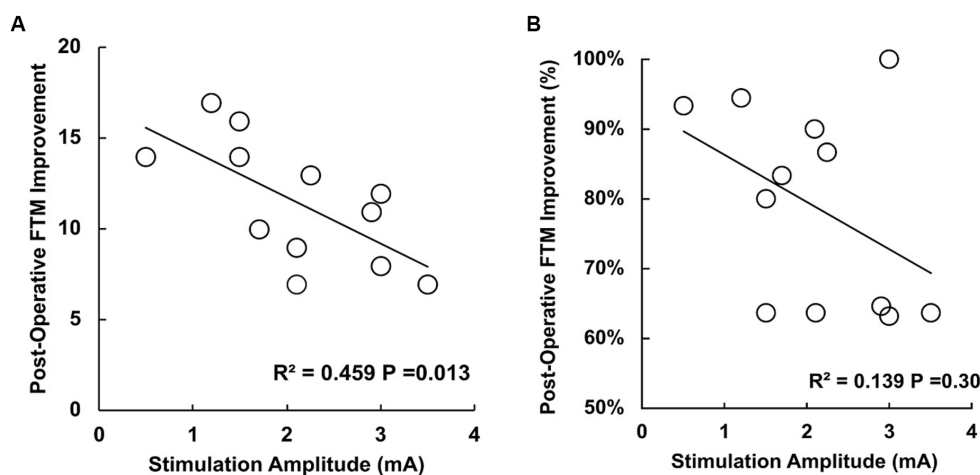 A
Post-Operative FTM Improvement
20
15
10
5
0
R² = 0.459 P =0.013
0 1 2 3 4
Stimulation Amplitude (mA)
B
Post-Operative FTM Improvement (%)
100%
90%
80%
70%
60%
50%
R² = 0.139 P =0.30
0 1 2 3 4
Stimulation Amplitude (mA)